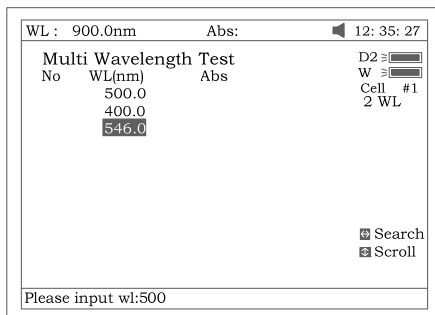 WL : 900.0nm Abs: 12: 35: 27
Multi Wavelength Test
No WL(nm) Abs
500.0
400.0
546.0
D2
W
Cell #1
2 WL
Search
Scroll
Please input wl:500